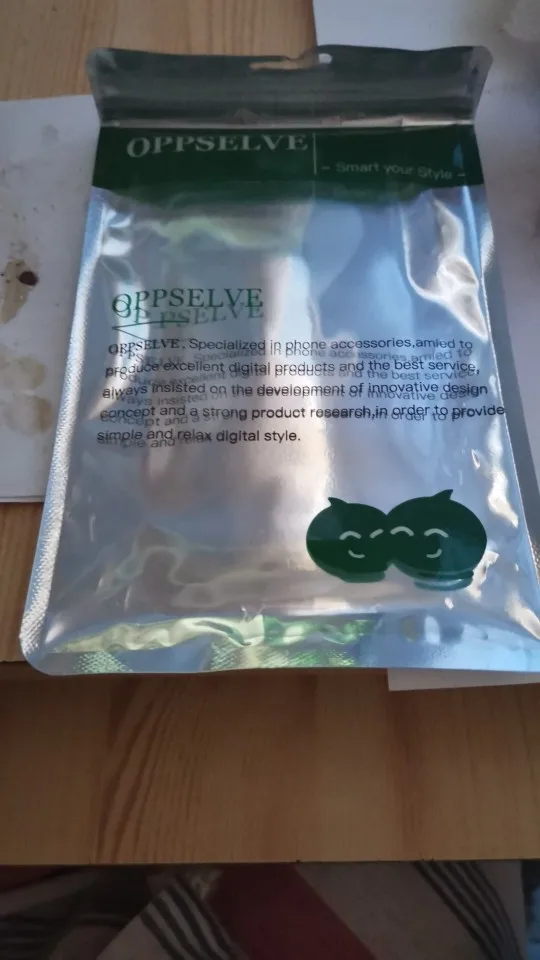 OPPSELVE
- Smart your Style -
OPPSELVE
OPPSELVE, Specialized in phone accessories,amied to
produce excellent digital products and the best service,
always insisted on the development of innovative design
concept and a strong product research,in order to provide
simple and relax digital style.